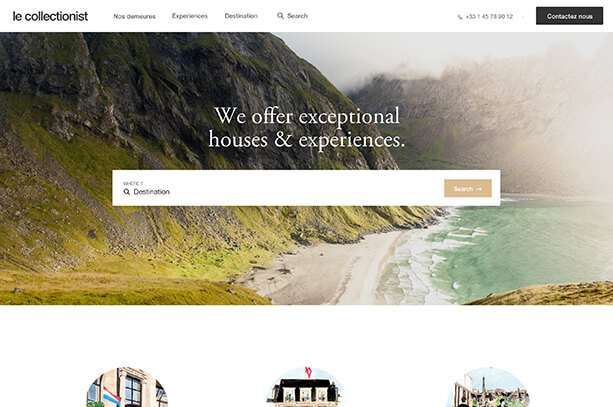 le collectionist
Nos demeures
Experiences
Destination
Search
+33 1 45 78 90 12
Contactez nous
We offer exceptional
houses & experiences.
WHERE ?
Destination
Search →